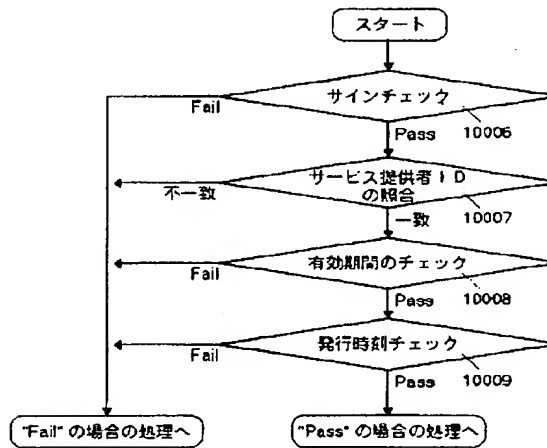 スタート
サインチェック
Fail
Pass
10006
サービス提供者ID
の照合
不一致
一致
10007
有効期間のチェック
Fail
Pass
10008
発行時刻チェック
Fail
Pass
10009
"Fail" の場合の処理へ
"Pass" の場合の処理へ